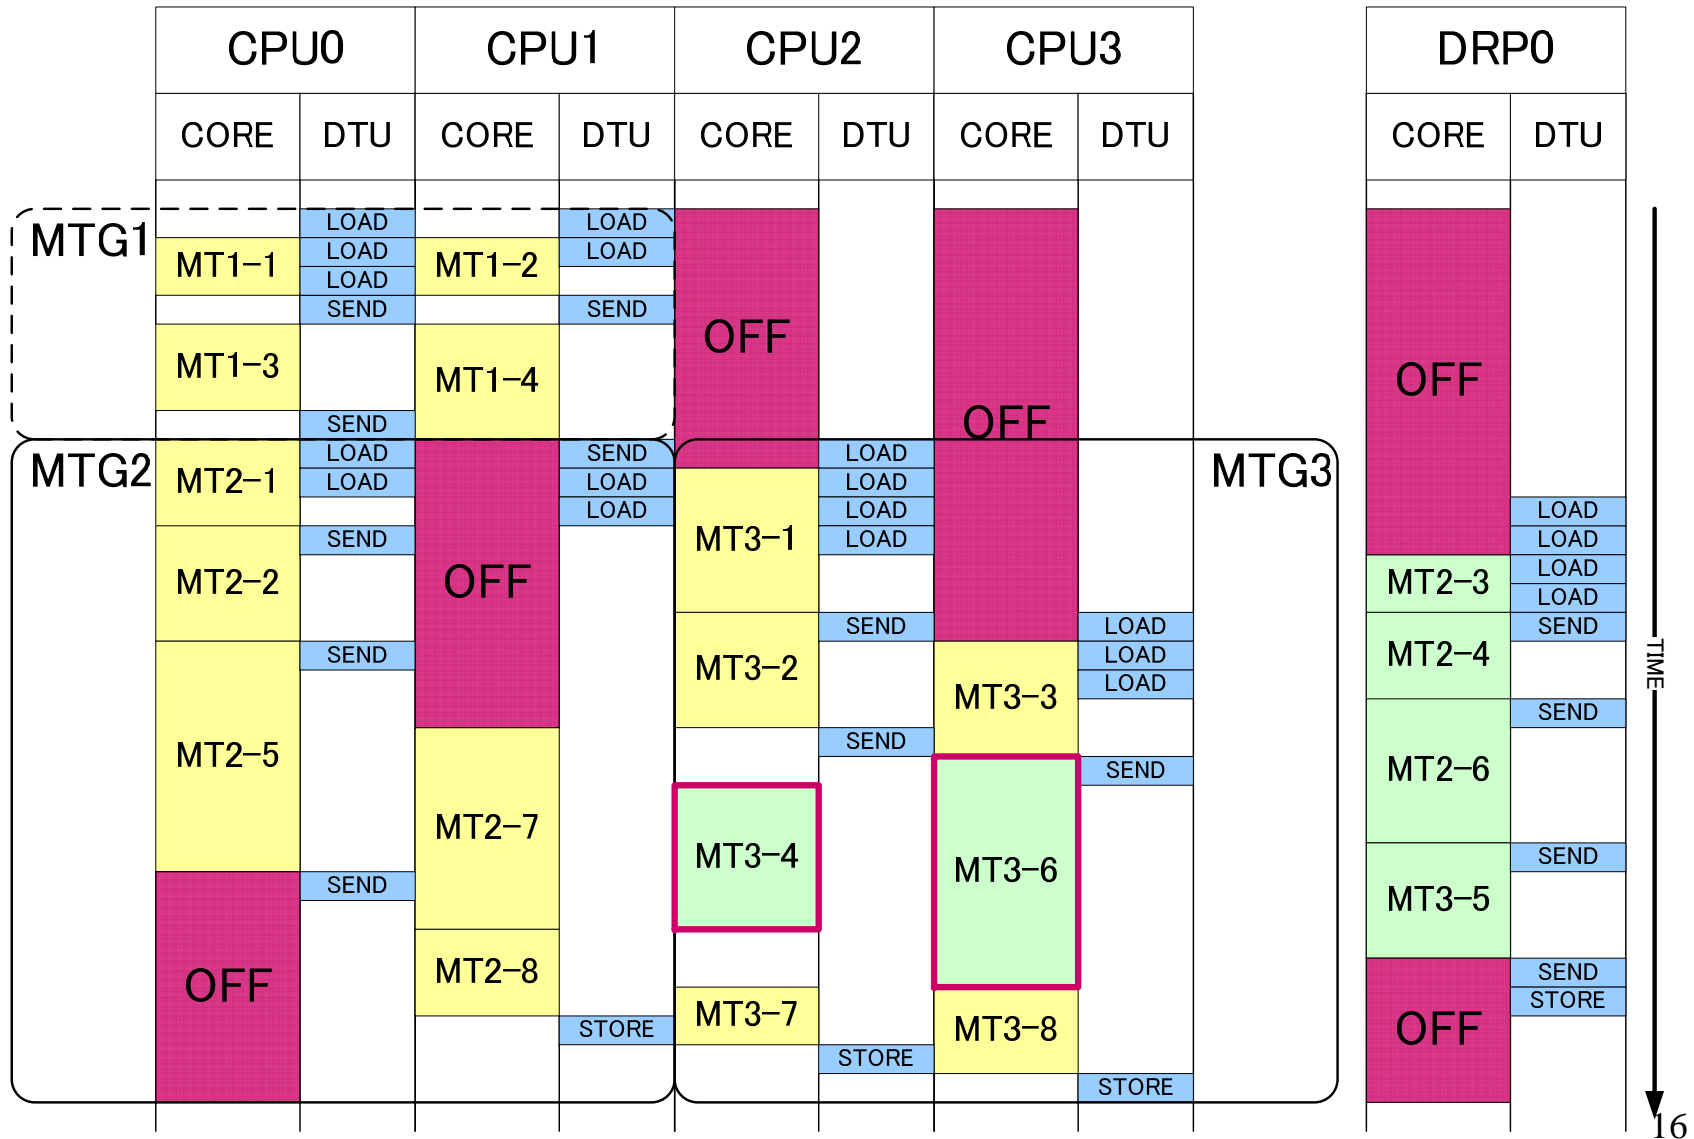 CPU0 CPU1 CPU2 CPU3 DRP0
CORE DTU CORE DTU CORE DTU CORE DTU CORE DTU
LOAD LOAD
MTG1
LOAD LOAD
MT1-1 MT1-2
LOAD
SEND SEND
OFF
MT1-3 MT1-4 OFF
OFF
SEND
LOAD SEND LOAD
MTG2 MTG3
MT2-1
LOAD LOAD LOAD
LOAD LOAD LOAD
SEND MT3-1 LOAD LOAD
LOAD
MT2-2 OFF MT2-3
LOAD
SEND LOAD SEND
SEND LOAD MT2-4
TIME
MT3-2
LOAD
MT3-3
SEND
SEND
MT2-5 SEND MT2-6
MT2-7
MT3-4 SEND
MT3-6
SEND
MT3-5
MT2-8 SEND
OFF
STORE
MT3-7
STORE MT3-8 OFF
STORE
STORE
16